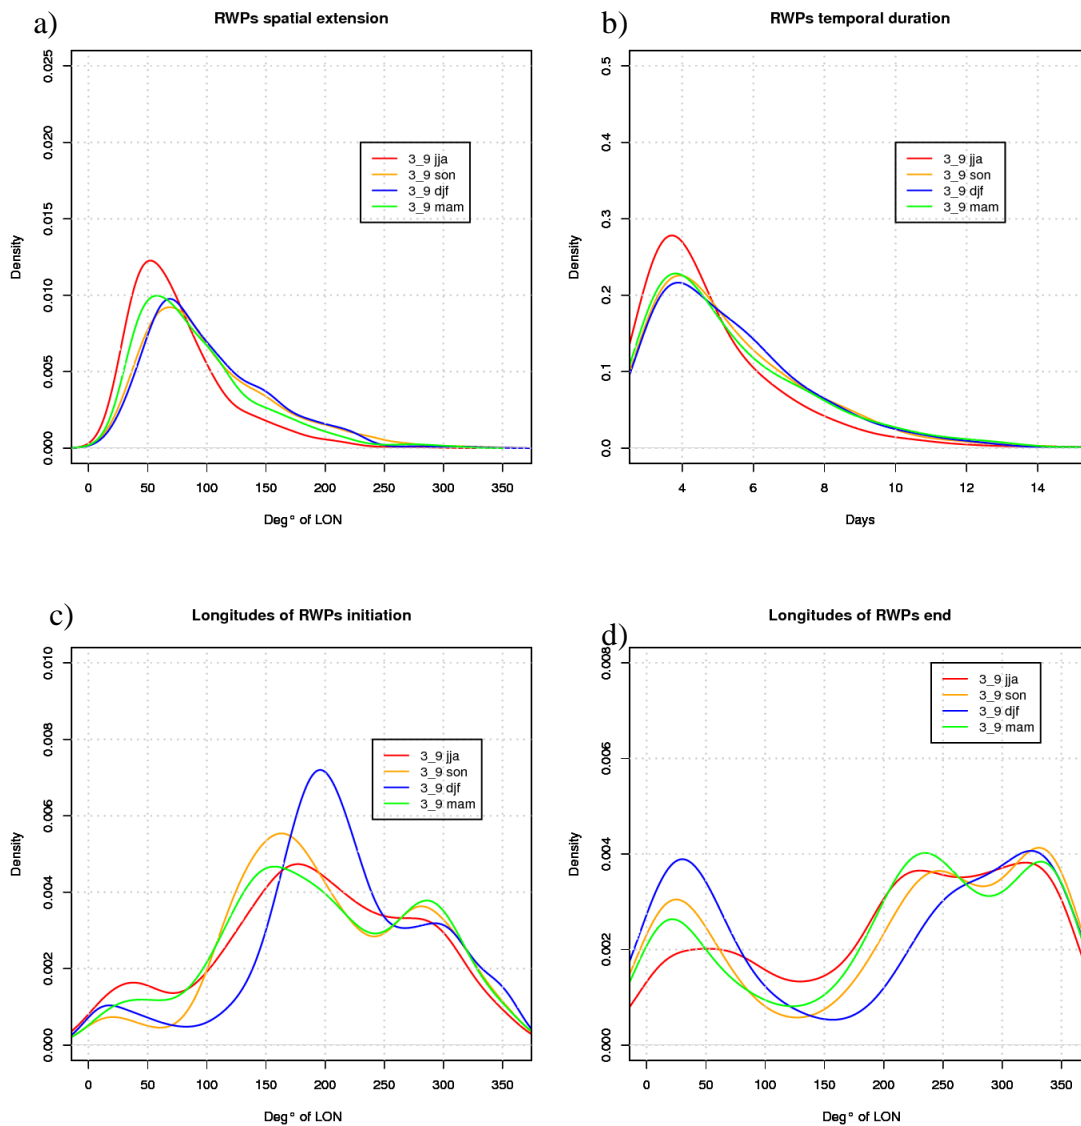 a)
RWPs spatial extension
0.000 0.005 0.010 0.015 0.020 0.025
Density
3_9 jja
3_9 son
3_9 djf
3_9 mam
0 50 100 150 200 250 300 350
Deg° of LON
b)
RWPs temporal duration
0.0 0.1 0.2 0.3 0.4 0.5
Density
3_9 jja
3_9 son
3_9 djf
3_9 mam
4 6 8 10 12 14
Days
c)
Longitudes of RWPs initiation
0.000 0.002 0.004 0.006 0.008 0.010
Density
3_9 jja
3_9 son
3_9 djf
3_9 mam
0 50 100 150 200 250 300 350
Deg° of LON
d)
Longitudes of RWPs end
0.000 0.002 0.004 0.006 0.008
Density
3_9 jja
3_9 son
3_9 djf
3_9 mam
0 50 100 150 200 250 300 350
Deg° of LON